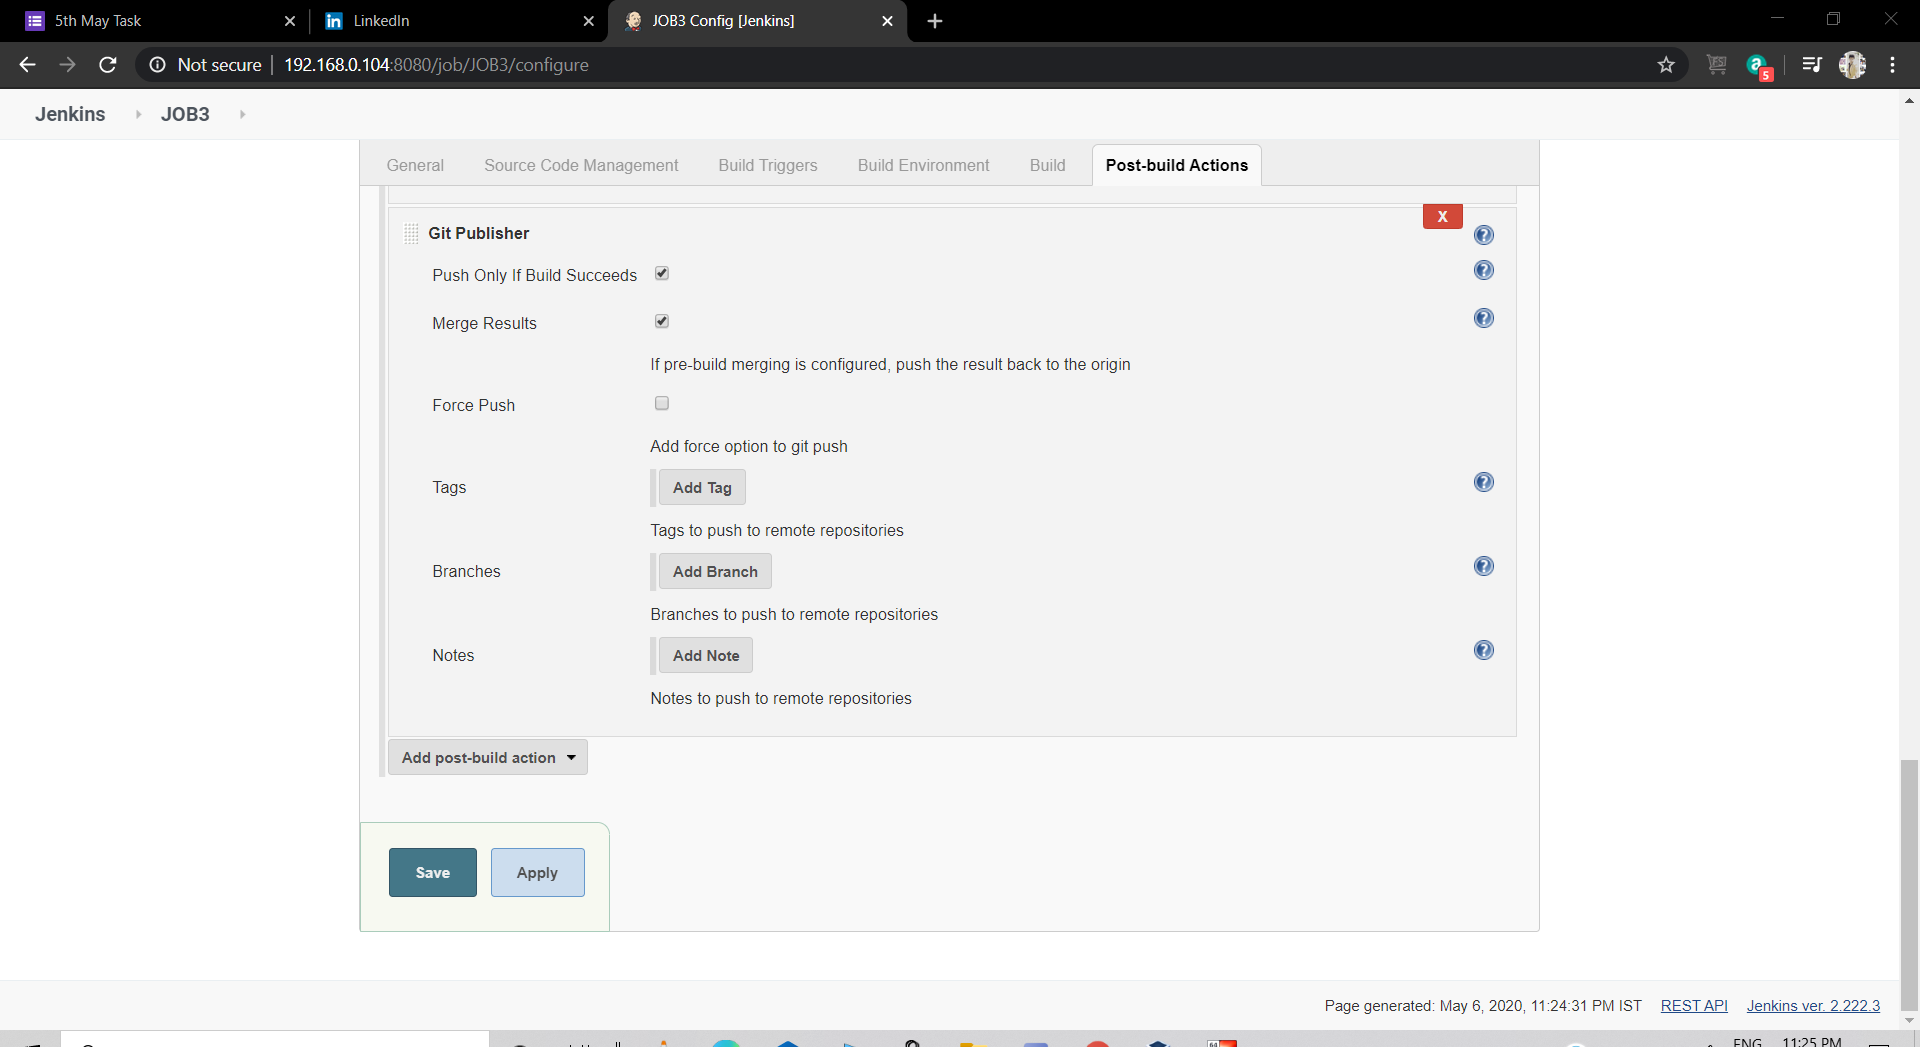 5th May Task
LinkedIn
JOB3 Config [Jenkins]
Not secure | 192.168.0.104:8080/job/JOB3/configure
5
Jenkins JOB3
General Source Code Management Build Triggers Build Environment Build Post-build Actions
X
Git Publisher
Push Only If Build Succeeds
Merge Results
If pre-build merging is configured, push the result back to the origin
Force Push
Add force option to git push
Tags Add Tag
Tags to push to remote repositories
Branches Add Branch
Branches to push to remote repositories
Notes Add Note
Notes to push to remote repositories
Add post-build action
Save Apply
Page generated: May 6, 2020, 11:24:31 PM IST REST API Jenkins ver. 2.222.3
ENG 11:25 PM